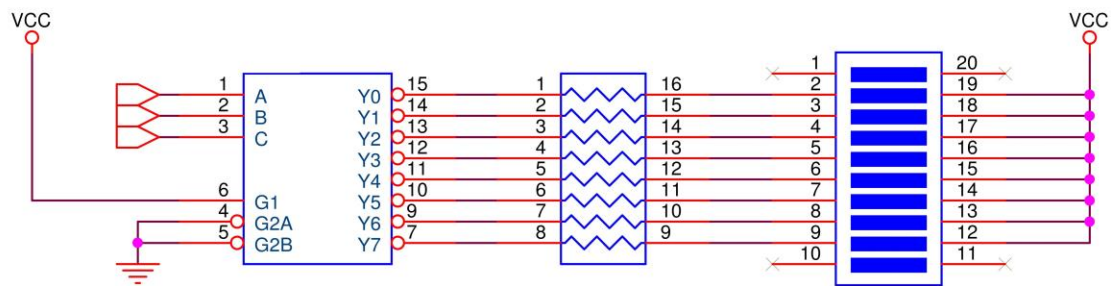 VCC VCC
1 20
15 1 16 2 19
1 A Y0 14 2 15 3 18
2 B Y1 13 3 14 4 17
3 C Y2 12 4 13 5 16
Y3 11 5 12 6 15
Y4 10 6 11 7 14
6 G1 Y5 9 7 10 8 13
4 G2A Y6 7 8 9 9 12
5 G2B Y7 10 11